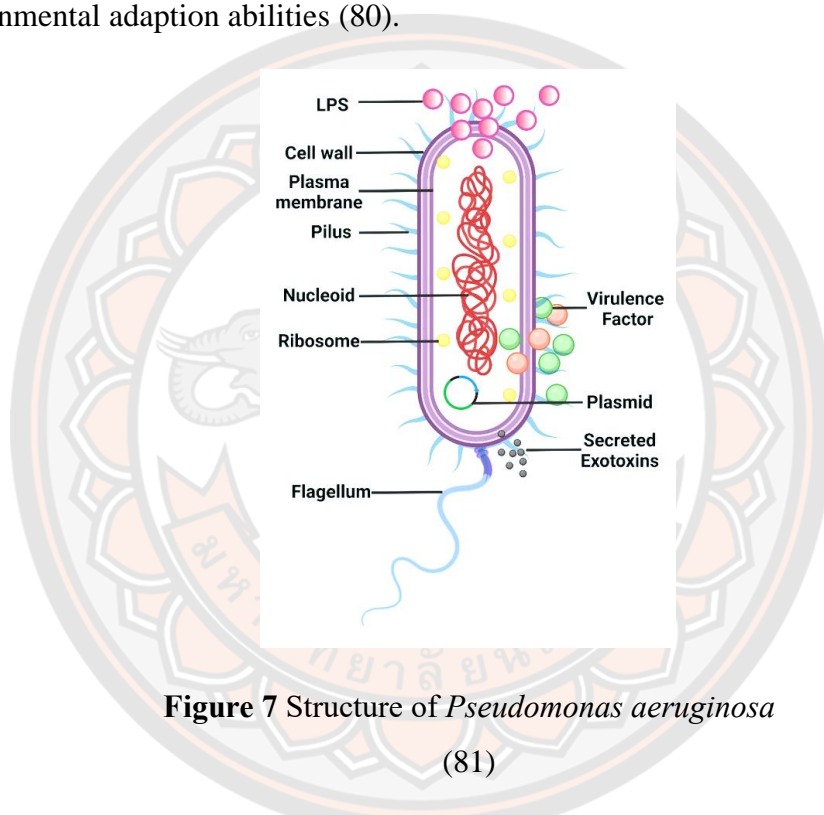 nmental adaption abilities (80).
LPS
Cell wall
Plasma
membrane
Pilus
Nucleoid
Ribosome
Virulence
Factor
Plasmid
Secreted
Exotoxins
Flagellum
Figure 7 Structure of Pseudomonas aeruginosa
(81)